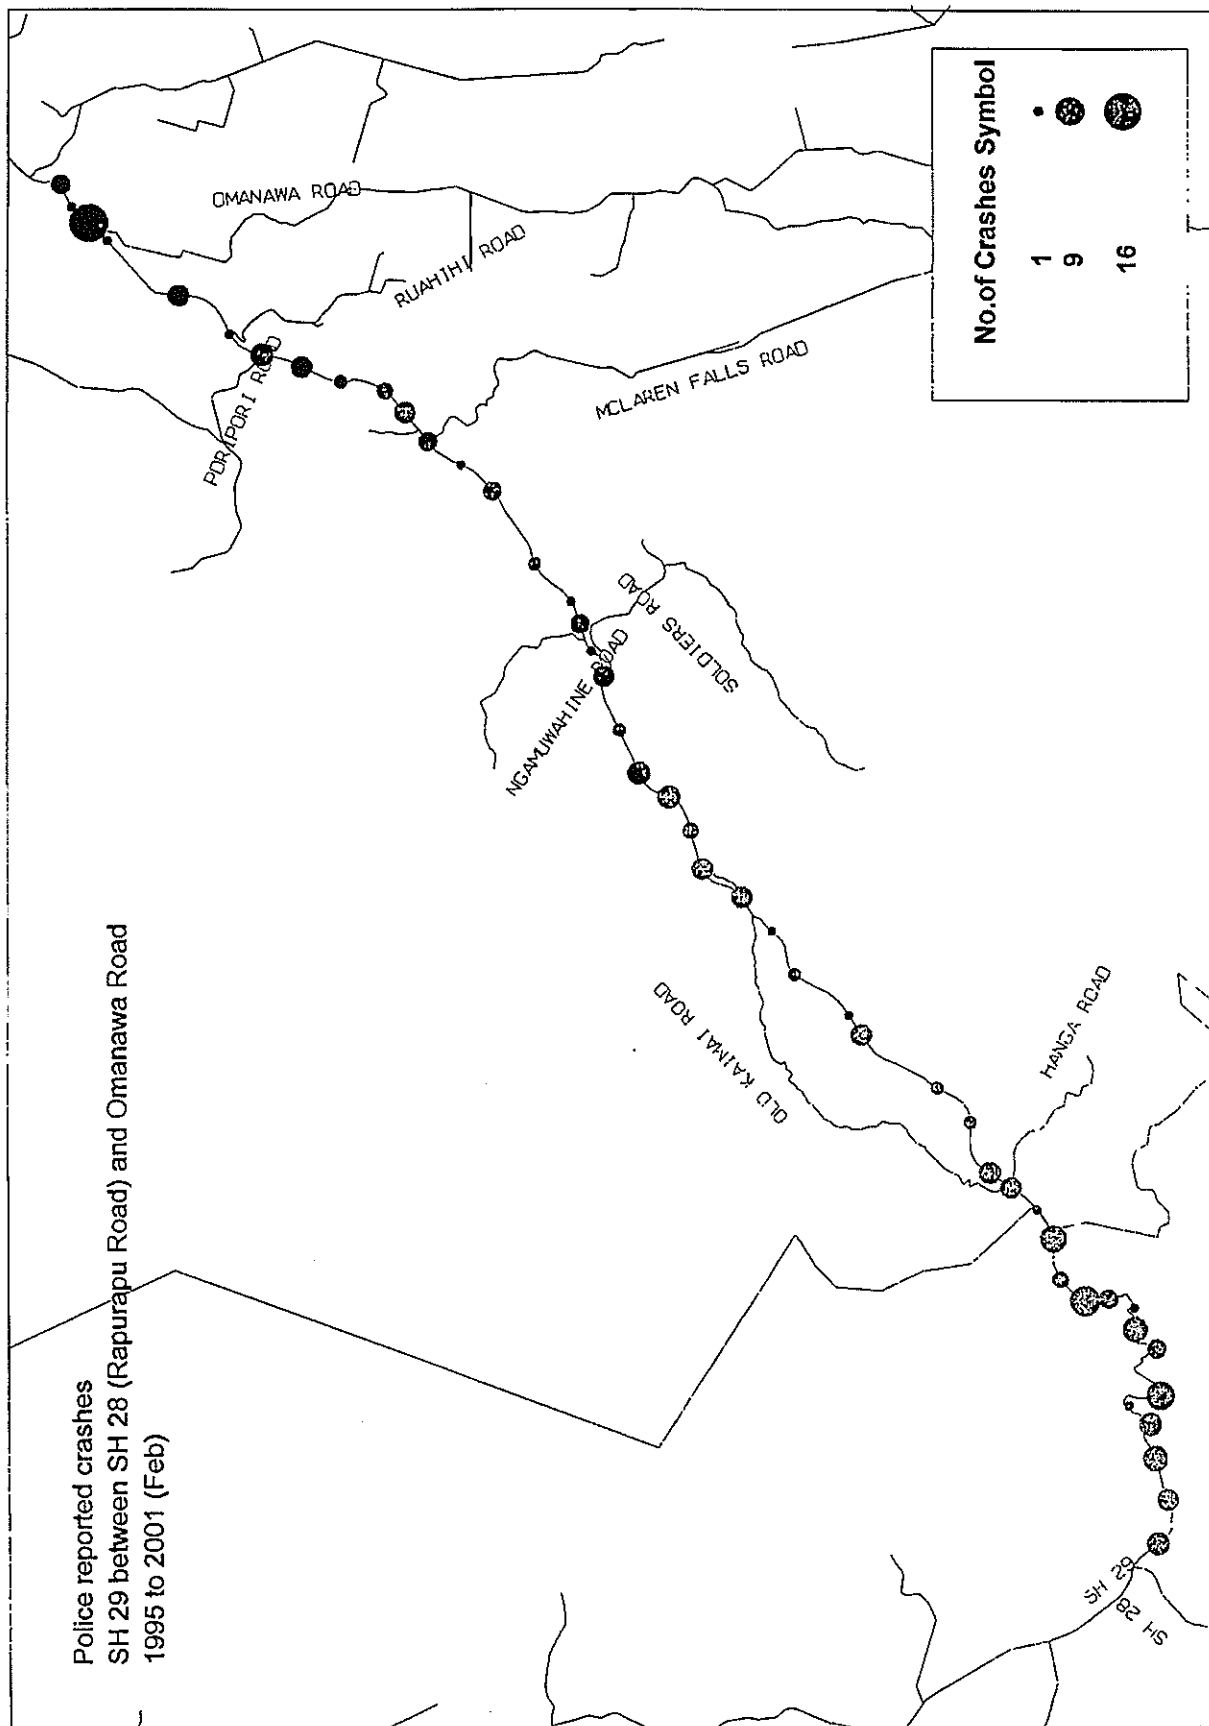 Police reported crashes
SH 29 between SH 28 (Rapurapu Road) and Omanawa Road
1995 to 2001 (Feb)
No.of Crashes Symbol
1
9
16
OMANAWA ROAD
RUAHIHI ROAD
PORIPORI ROAD
MCLAREN FALLS ROAD
SOLDIERS ROAD
NGAMUWAHINE ROAD
OLD KAIMAI ROAD
HANGA ROAD
SH 29
SH 28